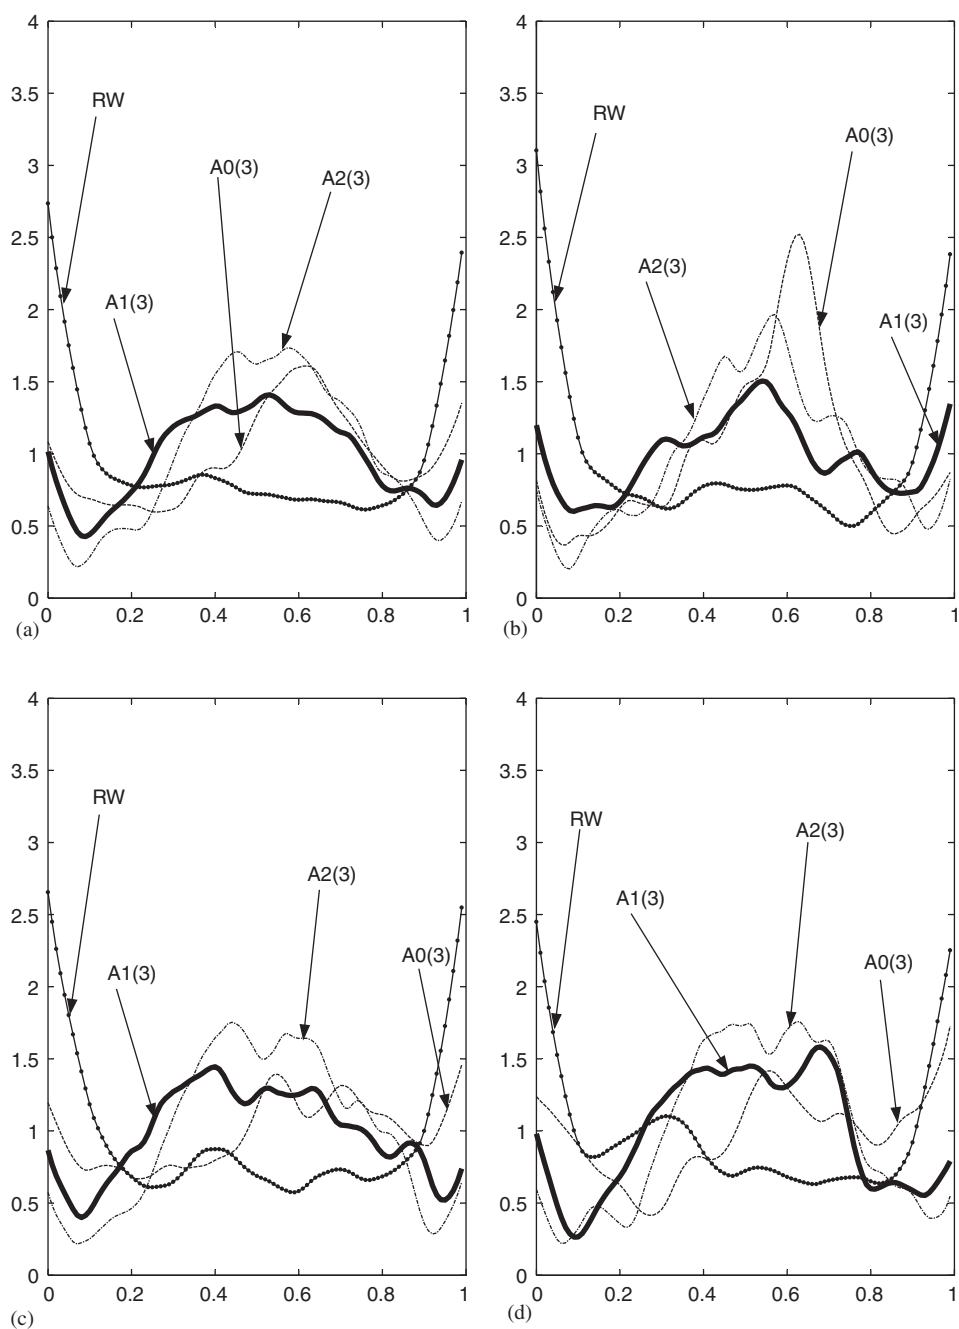 4 4
3.5 3.5
RW RW
A0(3) A2(3) A0(3)
3 3
2.5 2.5
A1(3) A2(3) A1(3)
2 2
1.5 1.5
1 1
0.5 0.5
0 0
0 0.2 0.4 0.6 0.8 1 0 0.2 0.4 0.6 0.8 1
(a) (b)
4 4
3.5 3.5
RW RW
A2(3) A2(3)
3 3
A1(3) A0(3) A1(3) A0(3)
2.5 2.5
2 2
1.5 1.5
1 1
0.5 0.5
0 0
0 0.2 0.4 0.6 0.8 1 0 0.2 0.4 0.6 0.8 1
(c) (d)